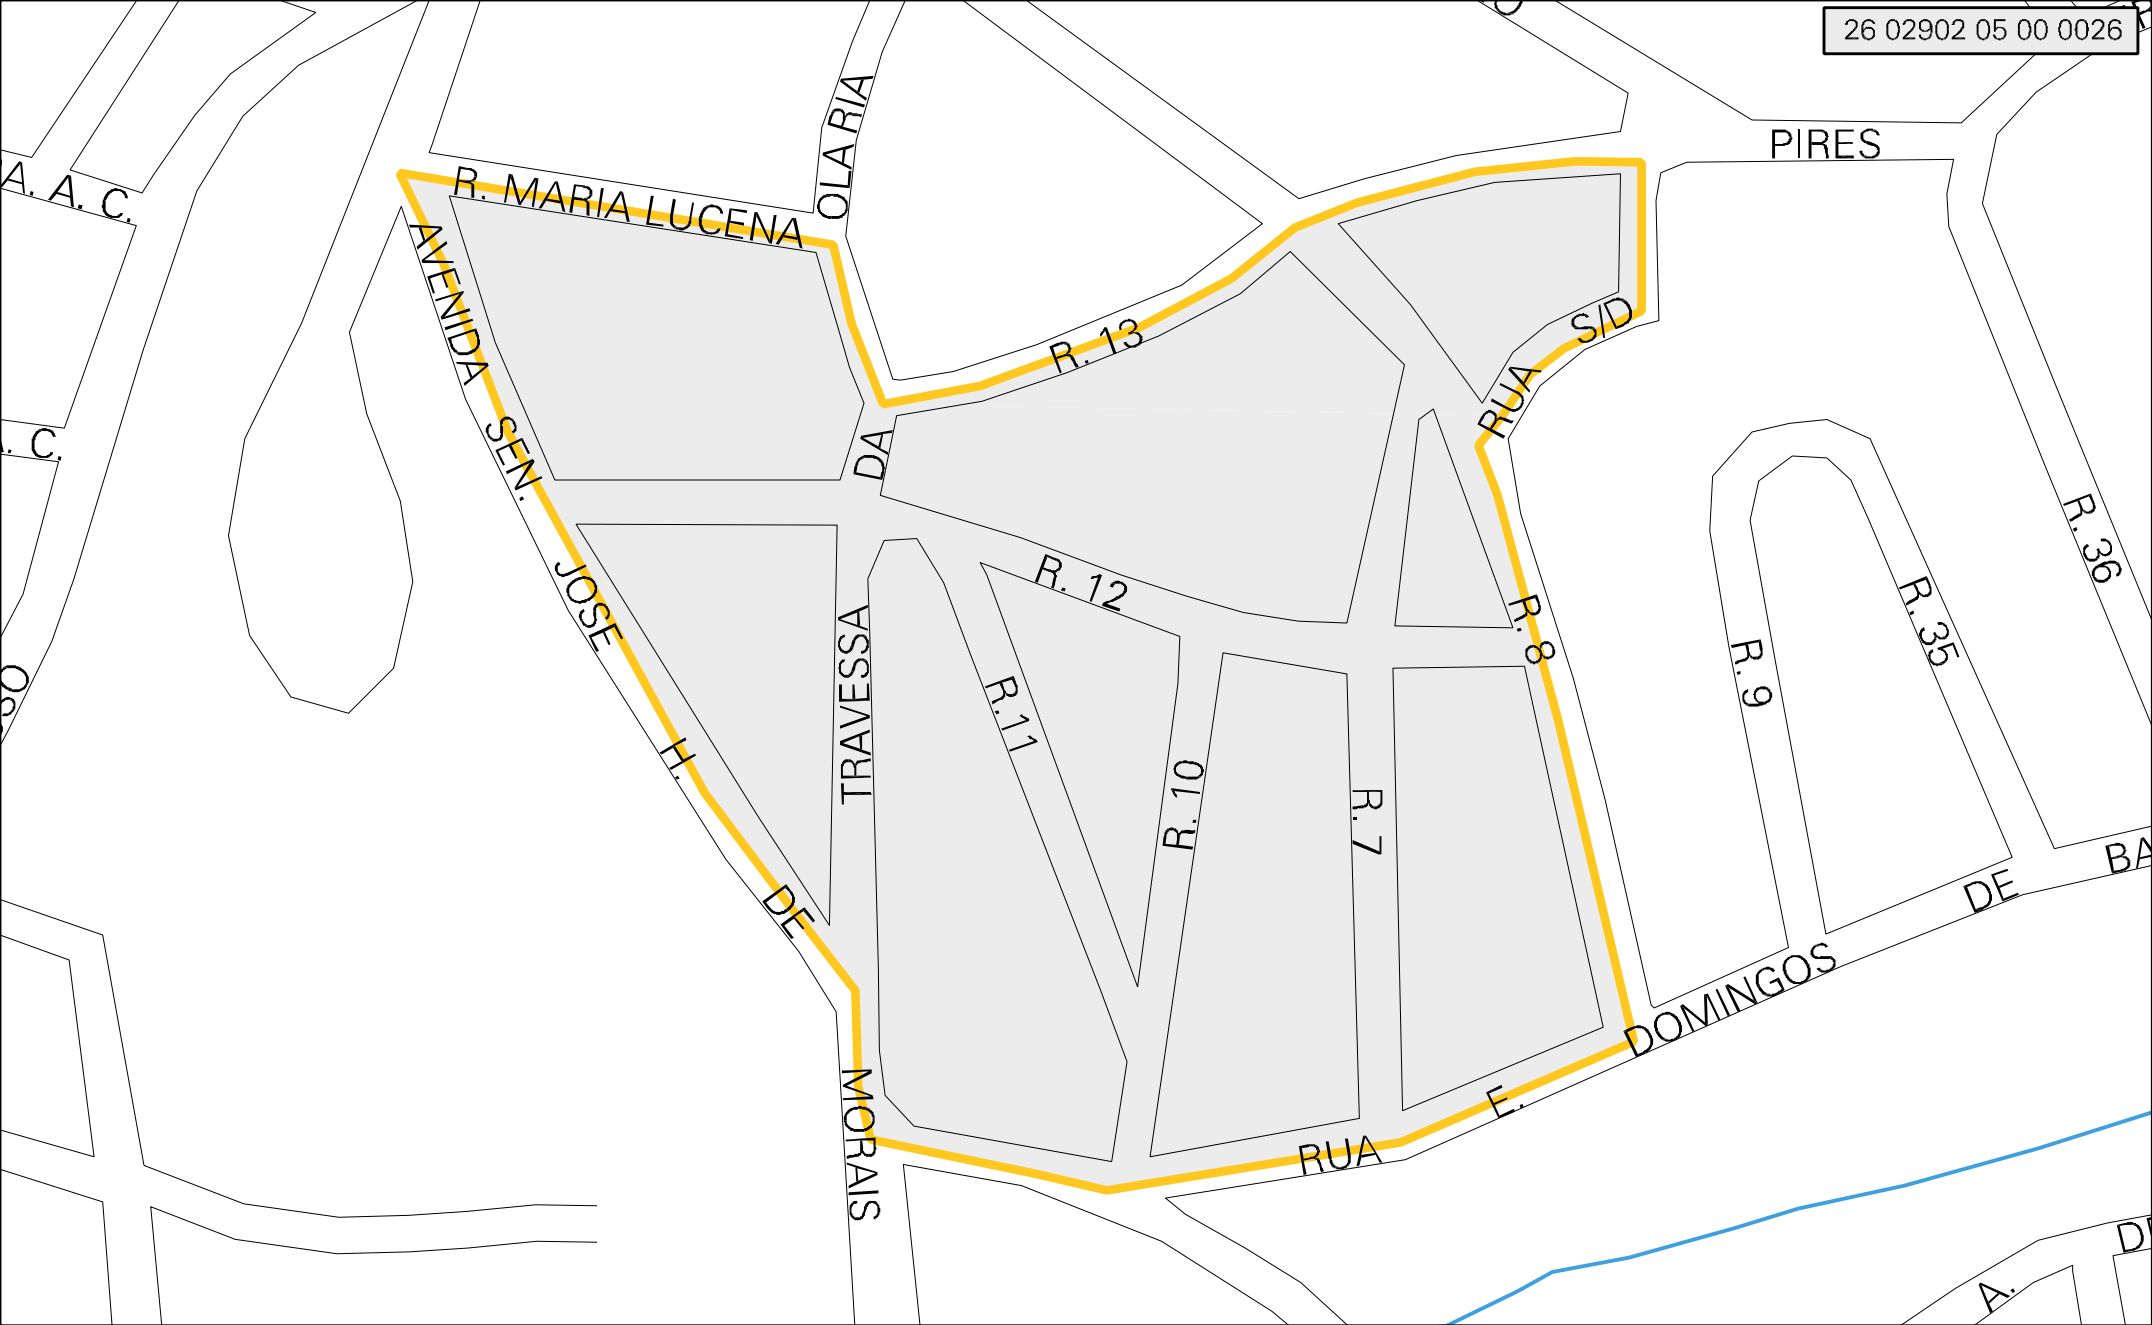 26 02902 05 00 0026
PIRES
A. A. C.
R. MARIA LUCENA
OLARIA
DA
TRAVESSA
AVENIDA SEN. JOSE H. DE MORAIS
R. 13
RUA S/D
C.
R. 12
R. 8
R. 36
R. 35
R. 9
R.11
R. 10
R. 7
RUA E. DOMINGOS DE BA
A.